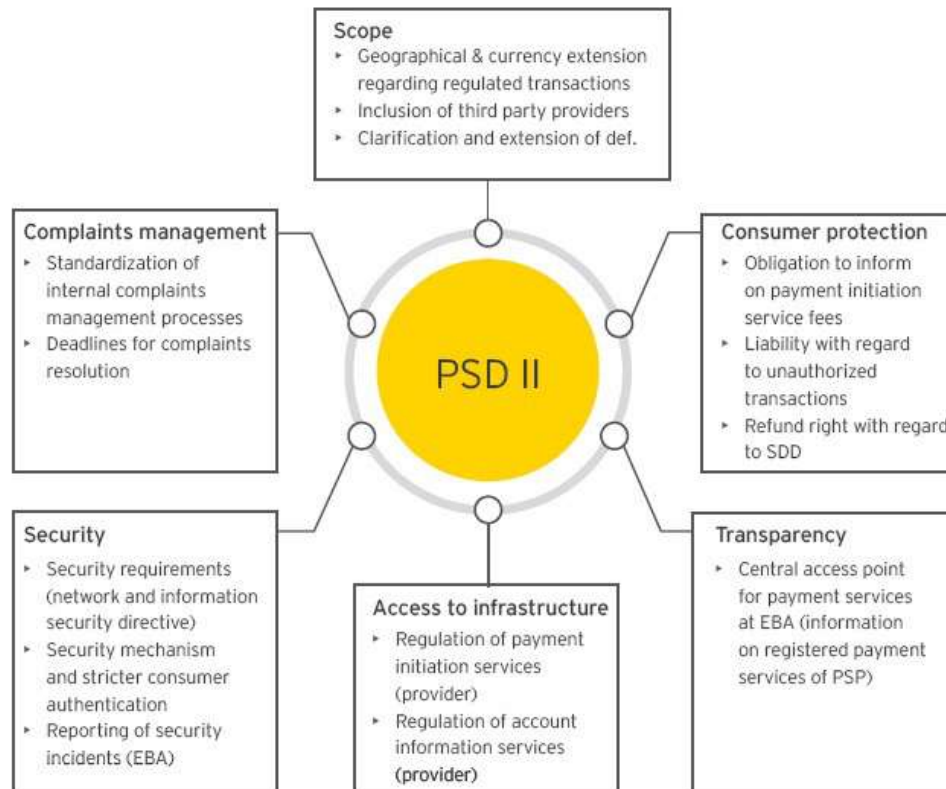 Scope
‣ Geographical & currency extension
regarding regulated transactions
‣ Inclusion of third party providers
‣ Clarification and extension of def.
Complaints management
‣ Standardization of
internal complaints
management processes
‣ Deadlines for complaints
resolution
PSD II
Consumer protection
‣ Obligation to inform
on payment initiation
service fees
‣ Liability with regard
to unauthorized
transactions
‣ Refund right with regard
to SDD
Security
‣ Security requirements
(network and information
security directive)
‣ Security mechanism
and stricter consumer
authentication
‣ Reporting of security
incidents (EBA)
Access to infrastructure
‣ Regulation of payment
initiation services
(provider)
‣ Regulation of account
information services
(provider)
Transparency
‣ Central access point
for payment services
at EBA (information
on registered payment
services of PSP)